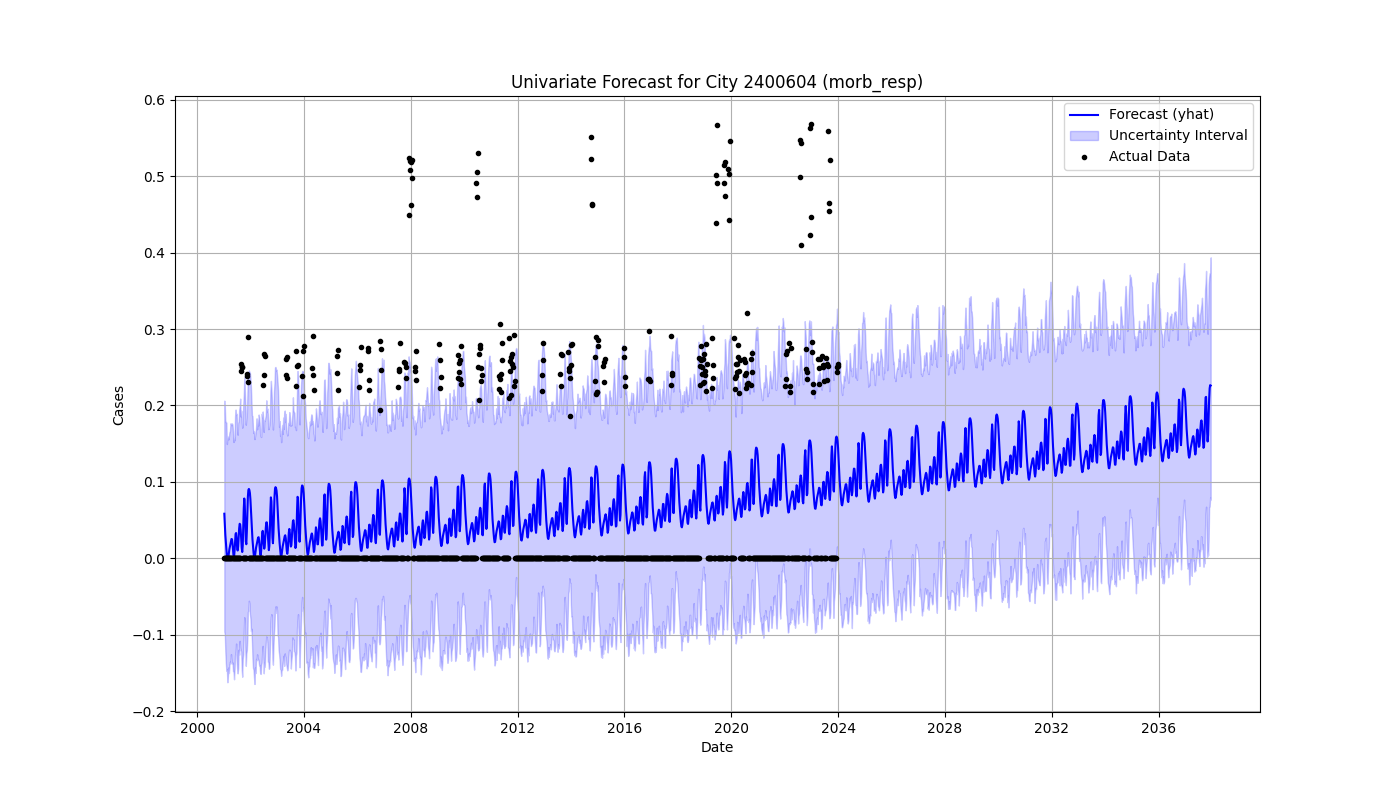 Univariate Forecast for City 2400604 (morb_resp)
Forecast (yhat)
Uncertainty Interval
Actual Data
Cases
0.6
0.5
0.4
0.3
0.2
0.1
0.0
−0.1
−0.2
2000 2004 2008 2012 2016 2020 2024 2028 2032 2036
Date